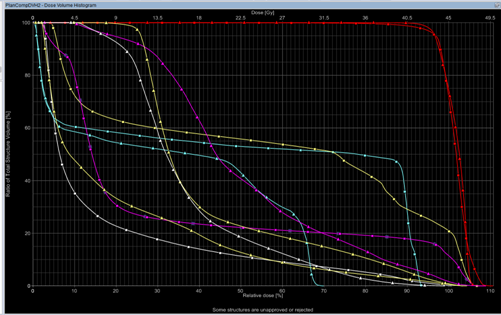 PlanCompDVH2 - Dose Volume Histogram
Dose [Gy]
0 4.5 9 13.5 18 22.5 27 31.5 36 40.5 45 49.5
100
80
60
40
20
0
Ratio of Total Structure Volume [%]
0 10 20 30 40 50 60 70 80 90 100 110
Relative dose [%]
Some structures are unapproved or rejected